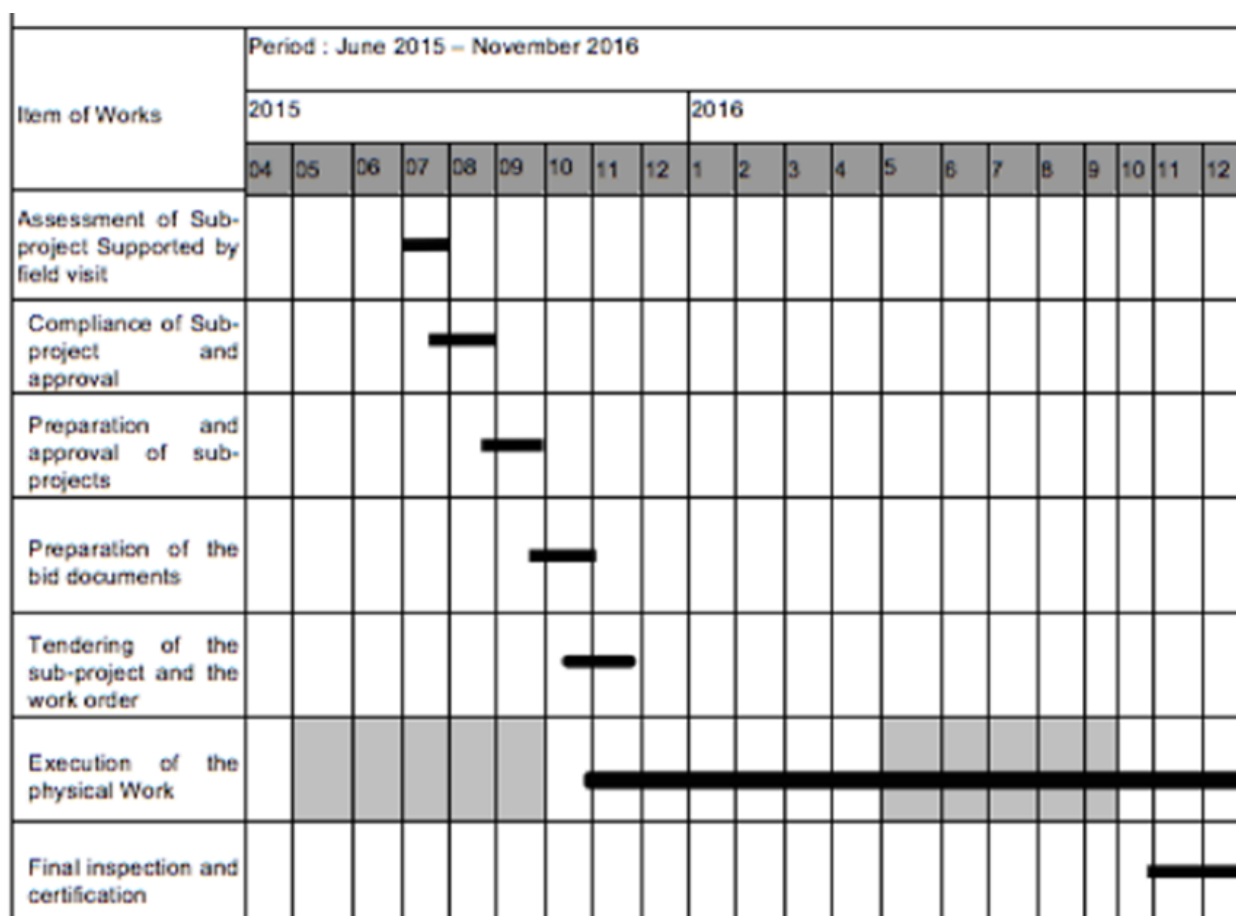 Period : June 2015 – November 2016
Item of Works
2015
2016
04 05 06 07 08 09 10 11 12 1 2 3 4 5 6 7 8 9 10 11 12
Assessment of Sub-
project Supported by
field visit
Compliance of Sub-
project and
approval
Preparation and
approval of sub-
projects
Preparation of the
bid documents
Tendering of the
sub-project and the
work order
Execution of the
physical Work
Final inspection and
certification